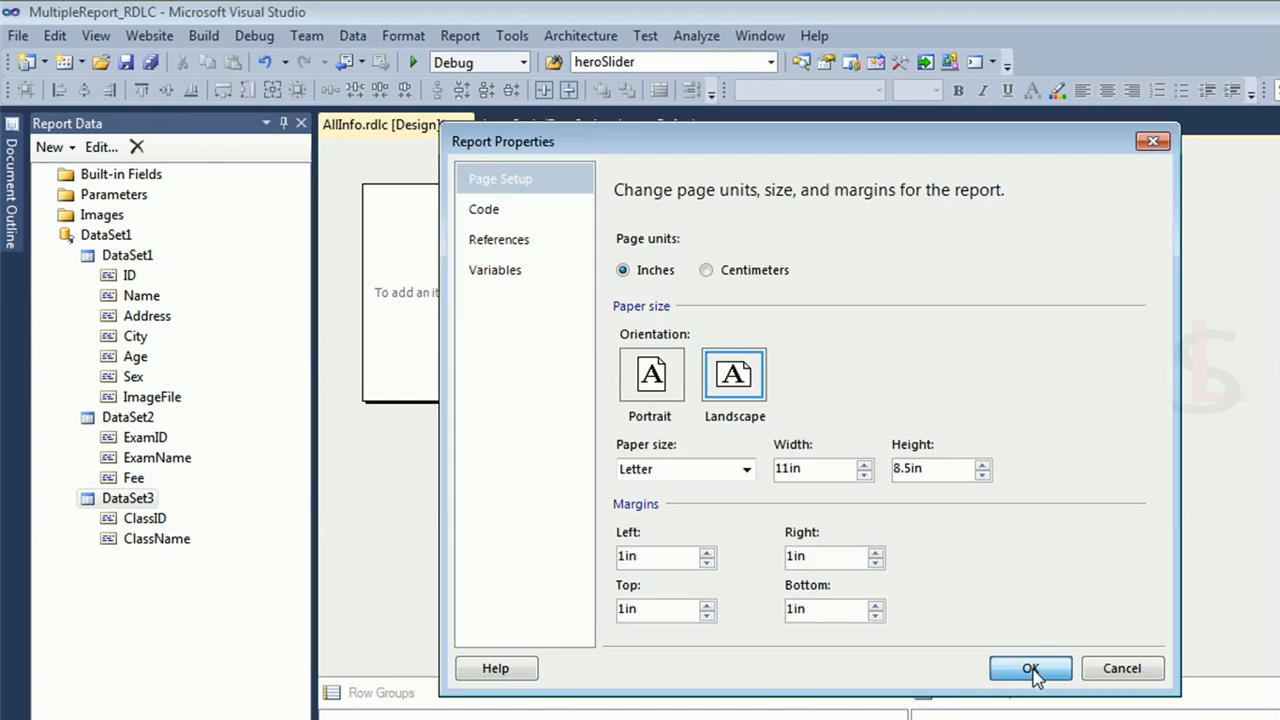 MultipleReport_RDLC - Microsoft Visual Studio
File Edit View Website Build Debug Team Data Format Report Tools Architecture Test Analyze Window Help
Debug heroSlider
Document Outline
Report Data
New Edit...
Built-in Fields
Parameters
Images
DataSet1
DataSet1
ID
Name
Address
City
Age
Sex
ImageFile
DataSet2
ExamID
ExamName
Fee
DataSet3
ClassID
ClassName
AllInfo.rdlc [Design]
To add an it
Row Groups
Report Properties
Page Setup
Code
References
Variables
Change page units, size, and margins for the report.
Page units:
Inches Centimeters
Paper size
Orientation:
A A
Portrait Landscape
Paper size: Width: Height:
Letter 11in 8.5in
Margins
Left: Right:
1in 1in
Top: Bottom:
1in 1in
Help OK Cancel